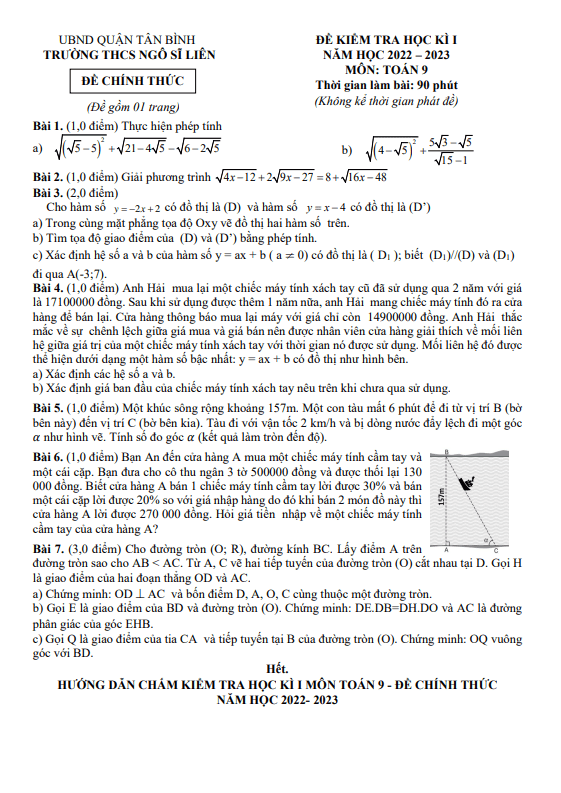 UBND QUẬN TÂN BÌNH
TRƯỜNG THCS NGÔ SĨ LIÊN
ĐỀ CHÍNH THỨC
(Đề gồm 01 trang)
ĐỀ KIỂM TRA HỌC KÌ I
NĂM HỌC 2022 – 2023
MÔN: TOÁN 9
Thời gian làm bài: 90 phút
(Không kể thời gian phát đề)
Bài 1. (1,0 điểm) Thực hiện phép tính
a) √((√5 − 5)²) + √(21−4√5) − √(6−2√5) b) √((4−√5)²) + (5√3 − √5)/(√15 − 1)
Bài 2. (1,0 điểm) Giải phương trình √(4x−12) + 2√(9x−27) = 8 + √(16x−48)
Bài 3. (2,0 điểm)
Cho hàm số y = −2x + 2 có đồ thị là (D) và hàm số y = x − 4 có đồ thị là (D')
a) Trong cùng mặt phẳng tọa độ Oxy vẽ đồ thị hai hàm số trên.
b) Tìm tọa độ giao điểm của (D) và (D') bằng phép tính.
c) Xác định hệ số a và b của hàm số y = ax + b ( a ≠ 0) có đồ thị là ( D₁ ); biết (D₁)//(D) và (D₁)
đi qua A(-3;7).
Bài 4. (1,0 điểm) Anh Hải mua lại một chiếc máy tính xách tay cũ đã sử dụng qua 2 năm với giá
là 17100000 đồng. Sau khi sử dụng được thêm 1 năm nữa, anh Hải mang chiếc máy tính đó ra cửa
hàng để bán lại. Cửa hàng thông báo mua lại máy với giá chỉ còn 14900000 đồng. Anh Hải thắc
mắc về sự chênh lệch giữa giá mua và giá bán nên được nhân viên cửa hàng giải thích về mối liên
hệ giữa giá trị của một chiếc máy tính xách tay với thời gian nó được sử dụng. Mối liên hệ đó được
thể hiện dưới dạng một hàm số bậc nhất: y = ax + b có đồ thị như hình bên.
a) Xác định các hệ số a và b.
b) Xác định giá ban đầu của chiếc máy tính xách tay nêu trên khi chưa qua sử dụng.
Bài 5. (1,0 điểm) Một khúc sông rộng khoảng 157m. Một con tàu mất 6 phút để đi từ vị trí B (bờ
bên này) đến vị trí C (bờ bên kia). Tàu đi với vận tốc 2 km/h và bị dòng nước đẩy lệch đi một góc
α như hình vẽ. Tính số đo góc α (kết quả làm tròn đến độ).
Bài 6. (1,0 điểm) Bạn An đến cửa hàng A mua một chiếc máy tính cầm tay và
một cái cặp. Bạn đưa cho cô thu ngân 3 tờ 500000 đồng và được thối lại 130
000 đồng. Biết cửa hàng A bán 1 chiếc máy tính cầm tay lời được 30% và bán
một cái cặp lời được 20% so với giá nhập hàng do đó khi bán 2 món đồ này thì
cửa hàng A lời được 270 000 đồng. Hỏi giá tiền nhập về một chiếc máy tính
cầm tay của cửa hàng A?
B
157m
A
α
C
Bài 7. (3,0 điểm) Cho đường tròn (O; R), đường kính BC. Lấy điểm A trên
đường tròn sao cho AB < AC. Từ A, C vẽ hai tiếp tuyến của đường tròn (O) cắt nhau tại D. Gọi H
là giao điểm của hai đoạn thẳng OD và AC.
a) Chứng minh: OD ⊥ AC và bốn điểm D, A, O, C cùng thuộc một đường tròn.
b) Gọi E là giao điểm của BD và đường tròn (O). Chứng minh: DE.DB=DH.DO và AC là đường
phân giác của góc EHB.
c) Gọi Q là giao điểm của tia CA và tiếp tuyến tại B của đường tròn (O). Chứng minh: OQ vuông
góc với BD.
Hết.
HƯỚNG DẪN CHẤM KIỂM TRA HỌC KÌ I MÔN TOÁN 9 - ĐỀ CHÍNH THỨC
NĂM HỌC 2022- 2023